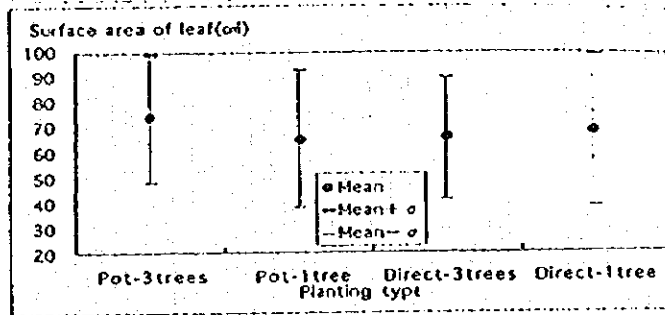 Surface area of leaf(㎠)
100
90
80
70
60
50
40
30
20
Mean
Mean+ σ
Mean- σ
Pot-3trees Pot-1tree Direct-3trees Direct-1tree
Planting type